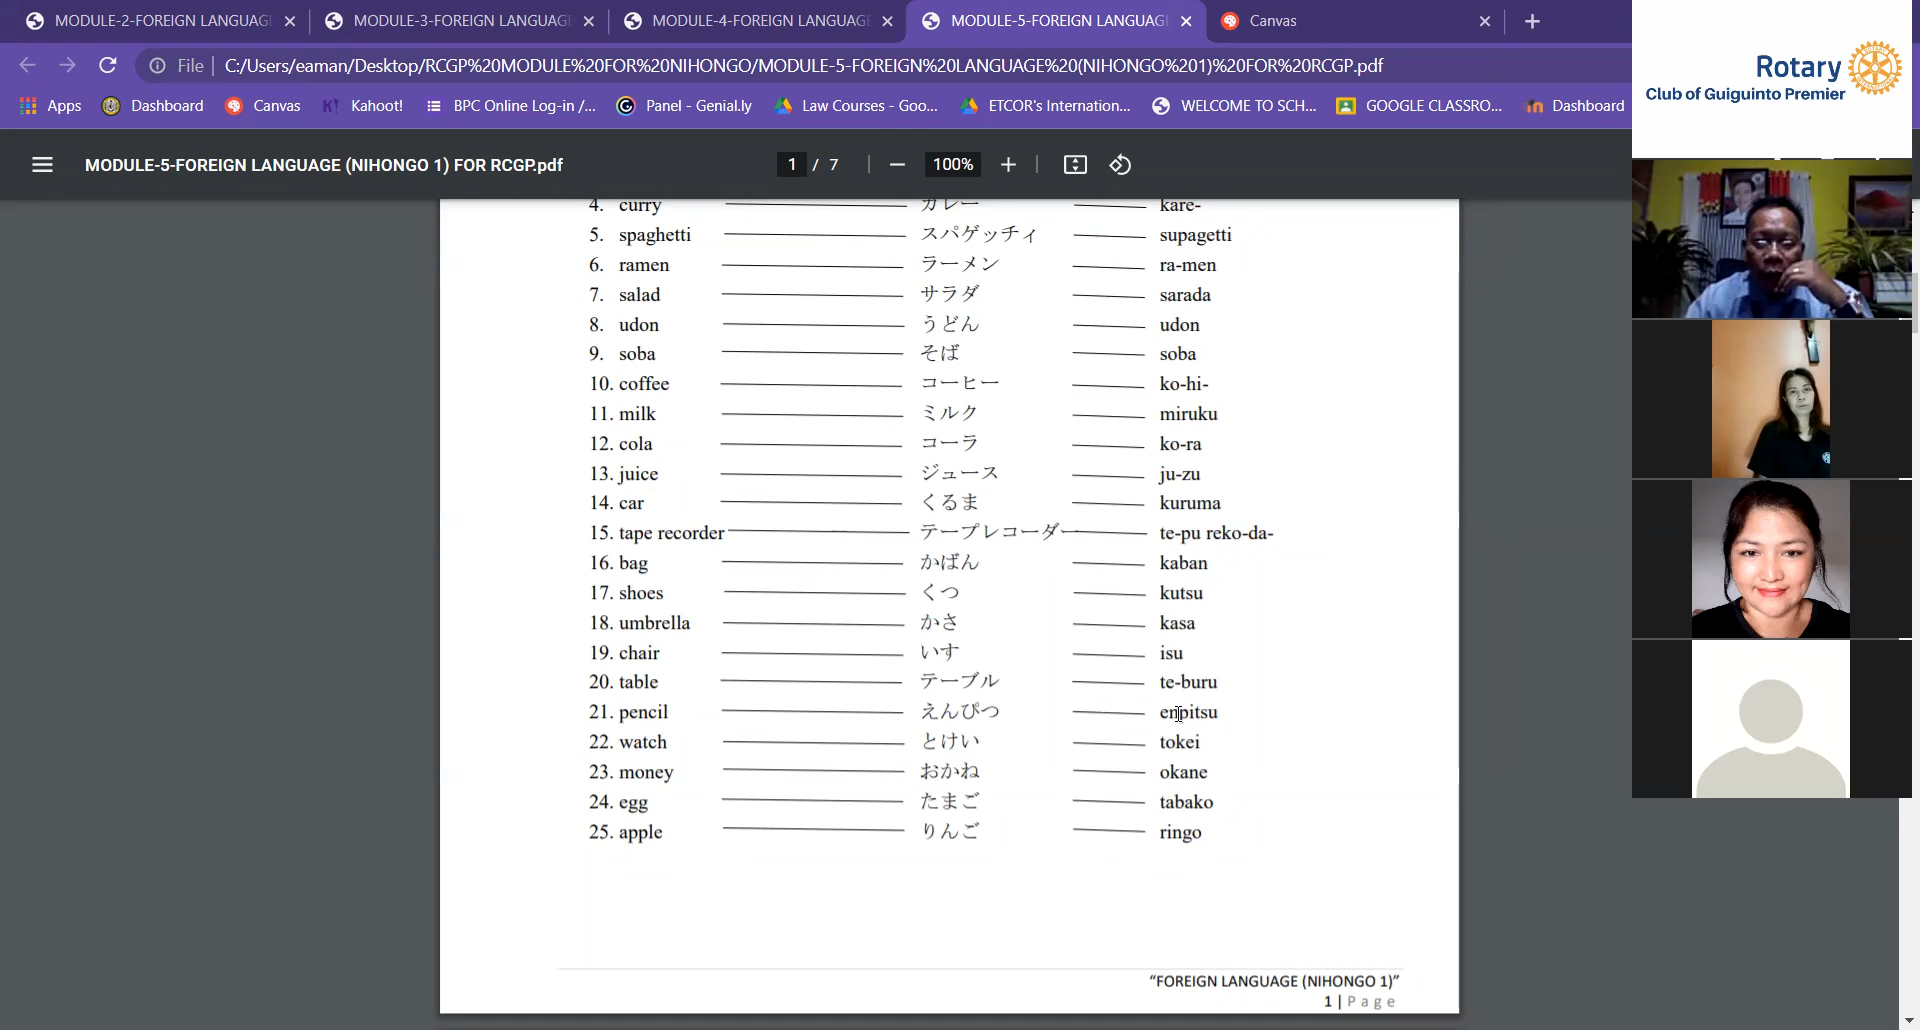 MODULE-2-FOREIGN LANGUAGE
MODULE-3-FOREIGN LANGUAG
MODULE-4-FOREIGN LANGUAGE
MODULE-5-FOREIGN LANGUAG
Canvas
File
C:/Users/eaman/Desktop/RCGP%20MODULE%20FOR%20NIHONGO/MODULE-5-FOREIGN%20LANGUAGE%20(NIHONGO%201)%20FOR%20RCGP.pdf
Apps
Dashboard
Canvas
Kahoot!
BPC Online Log-in /...
Panel - Genial.ly
Law Courses - Goo...
ETCOR's Internation...
WELCOME TO SCH...
GOOGLE CLASSRO...
Dashboard
Rotary
Club of Guiguinto Premier
MODULE-5-FOREIGN LANGUAGE (NIHONGO 1) FOR RCGP.pdf
1 / 7
100%
4. curry カレー kare-
5. spaghetti スパゲッチィ supagetti
6. ramen ラーメン ra-men
7. salad サラダ sarada
8. udon うどん udon
9. soba そば soba
10. coffee コーヒー ko-hi-
11. milk ミルク miruku
12. cola コーラ ko-ra
13. juice ジュース ju-zu
14. car くるま kuruma
15. tape recorder テープレコーダー te-pu reko-da-
16. bag かばん kaban
17. shoes くつ kutsu
18. umbrella かさ kasa
19. chair いす isu
20. table テーブル te-buru
21. pencil えんぴつ enpitsu
22. watch とけい tokei
23. money おかね okane
24. egg たまご tabako
25. apple りんご ringo
“FOREIGN LANGUAGE (NIHONGO 1)”
1 | Page